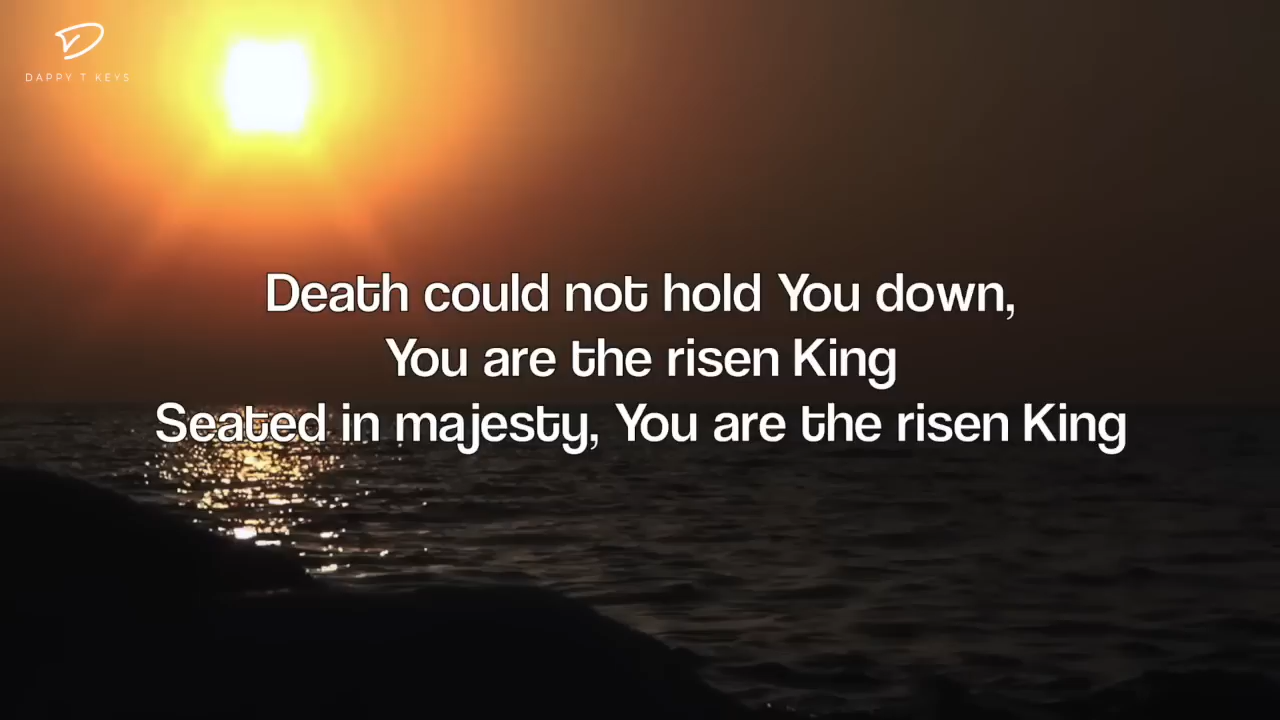 DAPPY T KEYS
Death could not hold You down,
You are the risen King
Seated in majesty, You are the risen King